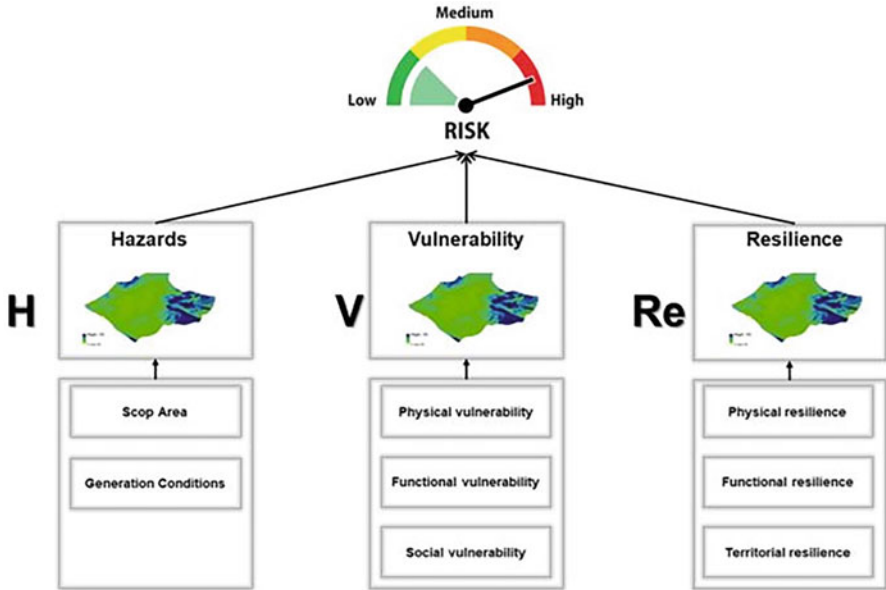 Medium
Low
High
RISK
Hazards
Vulnerability
Resilience
H
V
Re
Scop Area
Physical vulnerability
Physical resilience
Generation Conditions
Functional vulnerability
Functional resilience
Social vulnerability
Territorial resilience